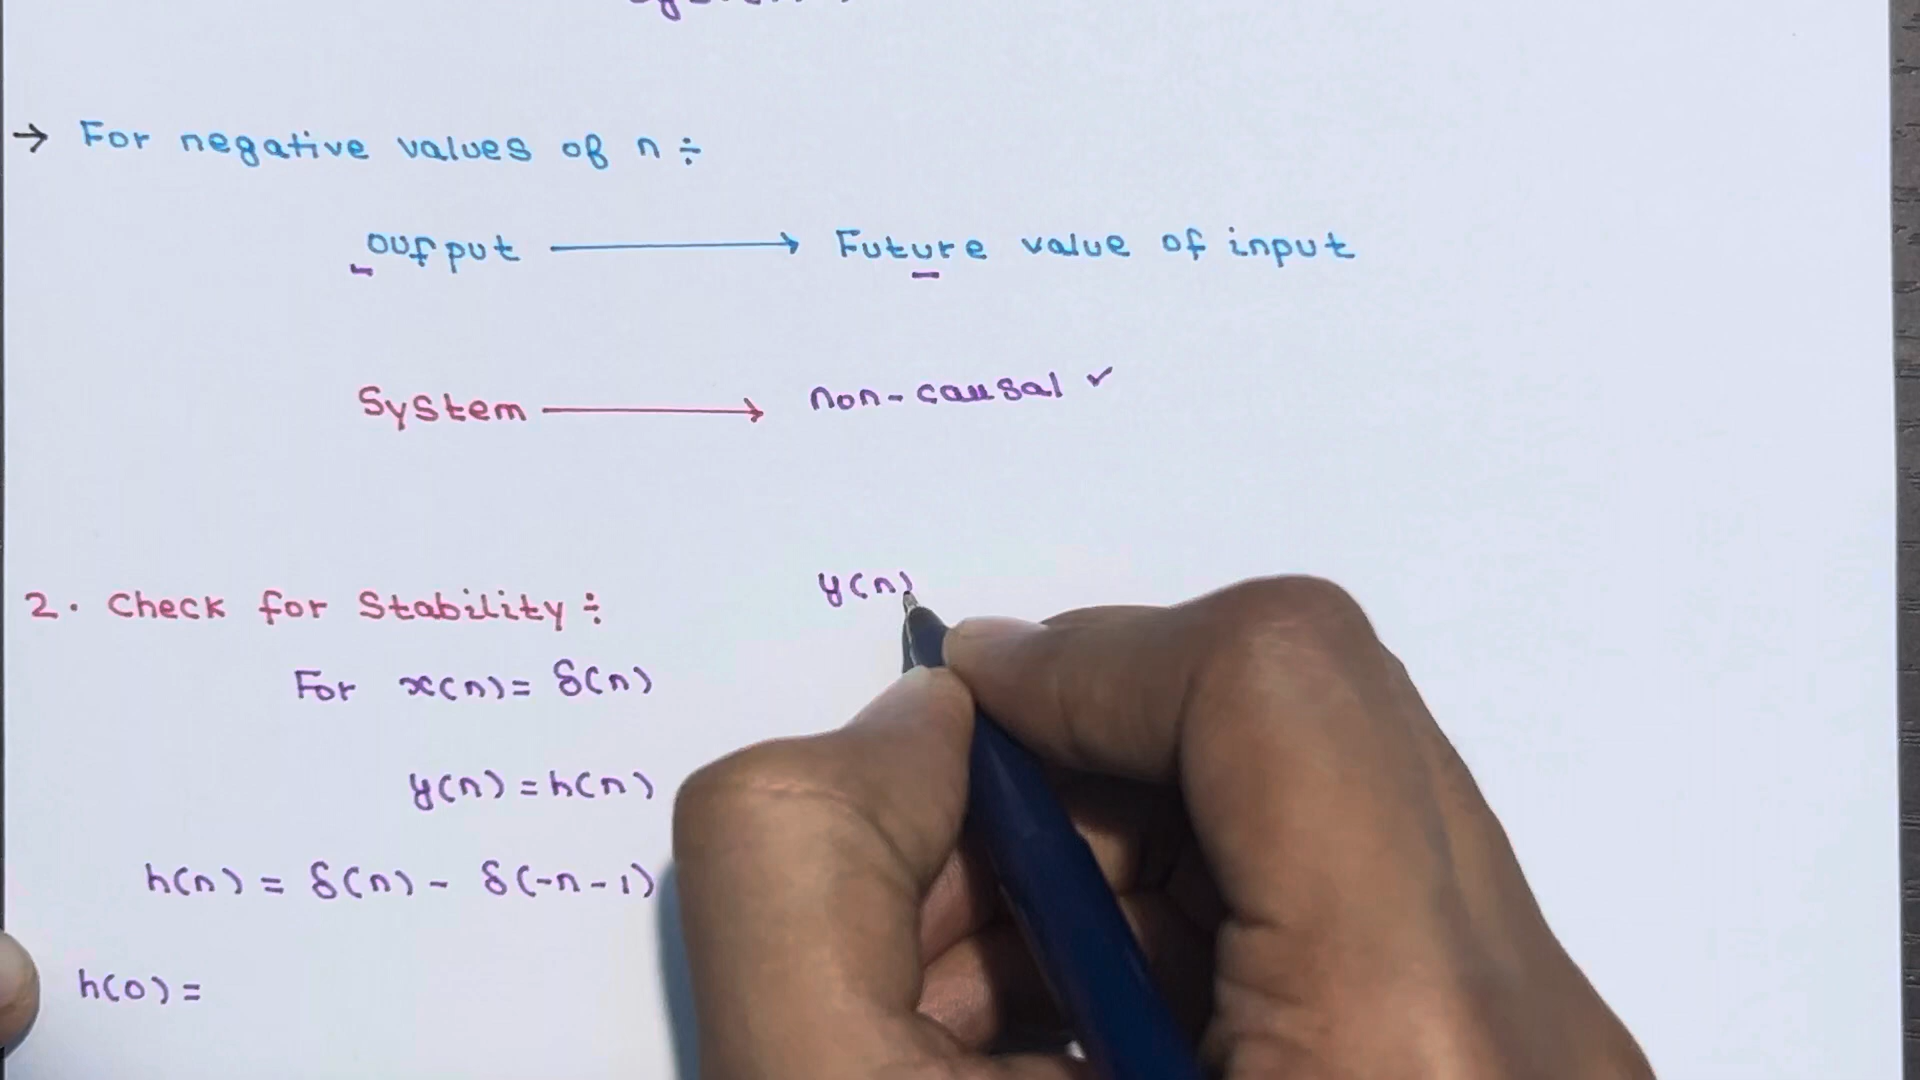 → For negative values of n ÷
output → Future value of input
System → non-causal ✓
2. Check for Stability ÷
y(n)
For x(n) = δ(n)
y(n) = h(n)
h(n) = δ(n) - δ(-n-1)
h(0) =